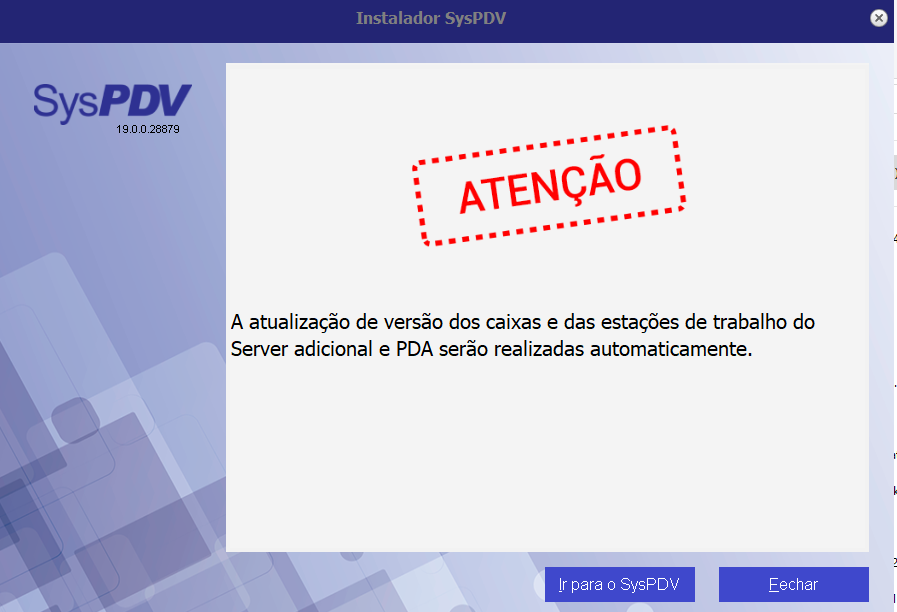 Instalador SysPDV
SysPDV
19.0.0.28879
ATENÇÃO
A atualização de versão dos caixas e das estações de trabalho do
Server adicional e PDA serão realizadas automaticamente.
Ir para o SysPDV
Fechar